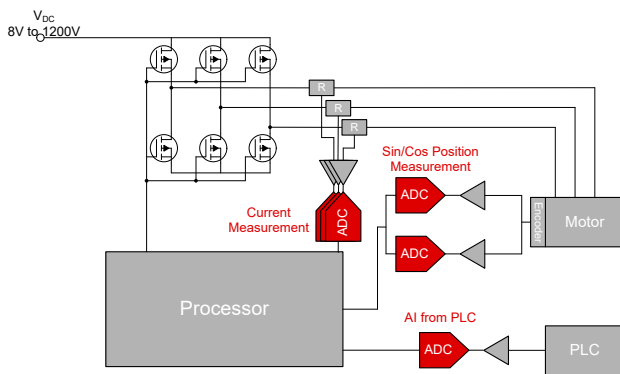 V_DC
8V to 1200V
R
R
R
Sin/Cos Position
Measurement
ADC
Current
Measurement
ADC
Encoder
Motor
ADC
Processor
AI from PLC
ADC
PLC